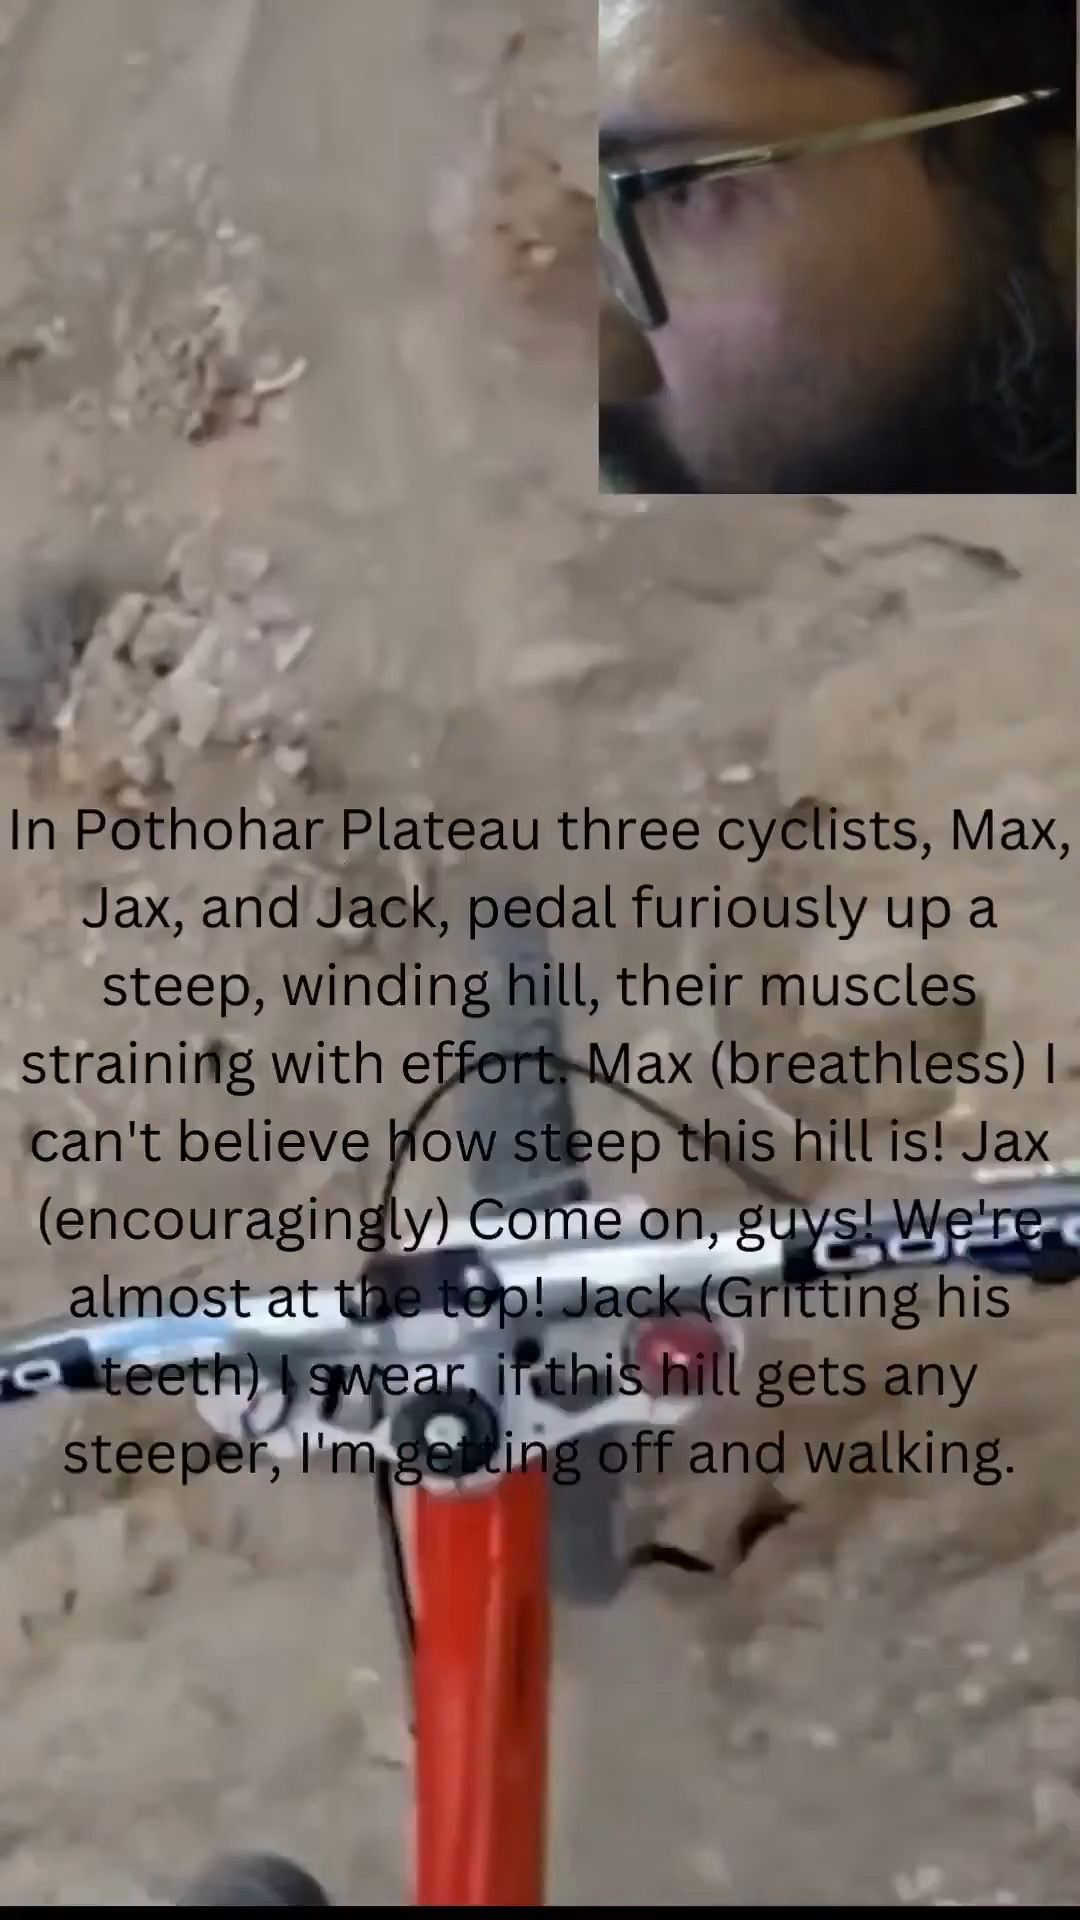 In Pothohar Plateau three cyclists, Max,
Jax, and Jack, pedal furiously up a
steep, winding hill, their muscles
straining with effort. Max (breathless) I
can't believe how steep this hill is! Jax
(encouragingly) Come on, guys! We're
almost at the top! Jack (Gritting his
teeth) I swear, if this hill gets any
steeper, I'm getting off and walking.